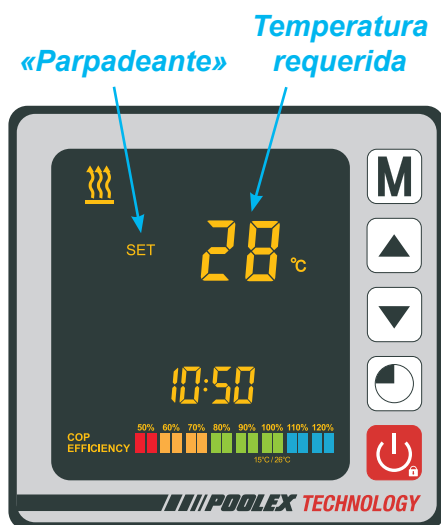 Temperatura
«Parpadeante» requerida
M
SET 28 °C
10:50
50% 60% 70% 80% 90% 100% 110% 120%
COP
EFFICIENCY
15°C / 26°C
POOLEX TECHNOLOGY